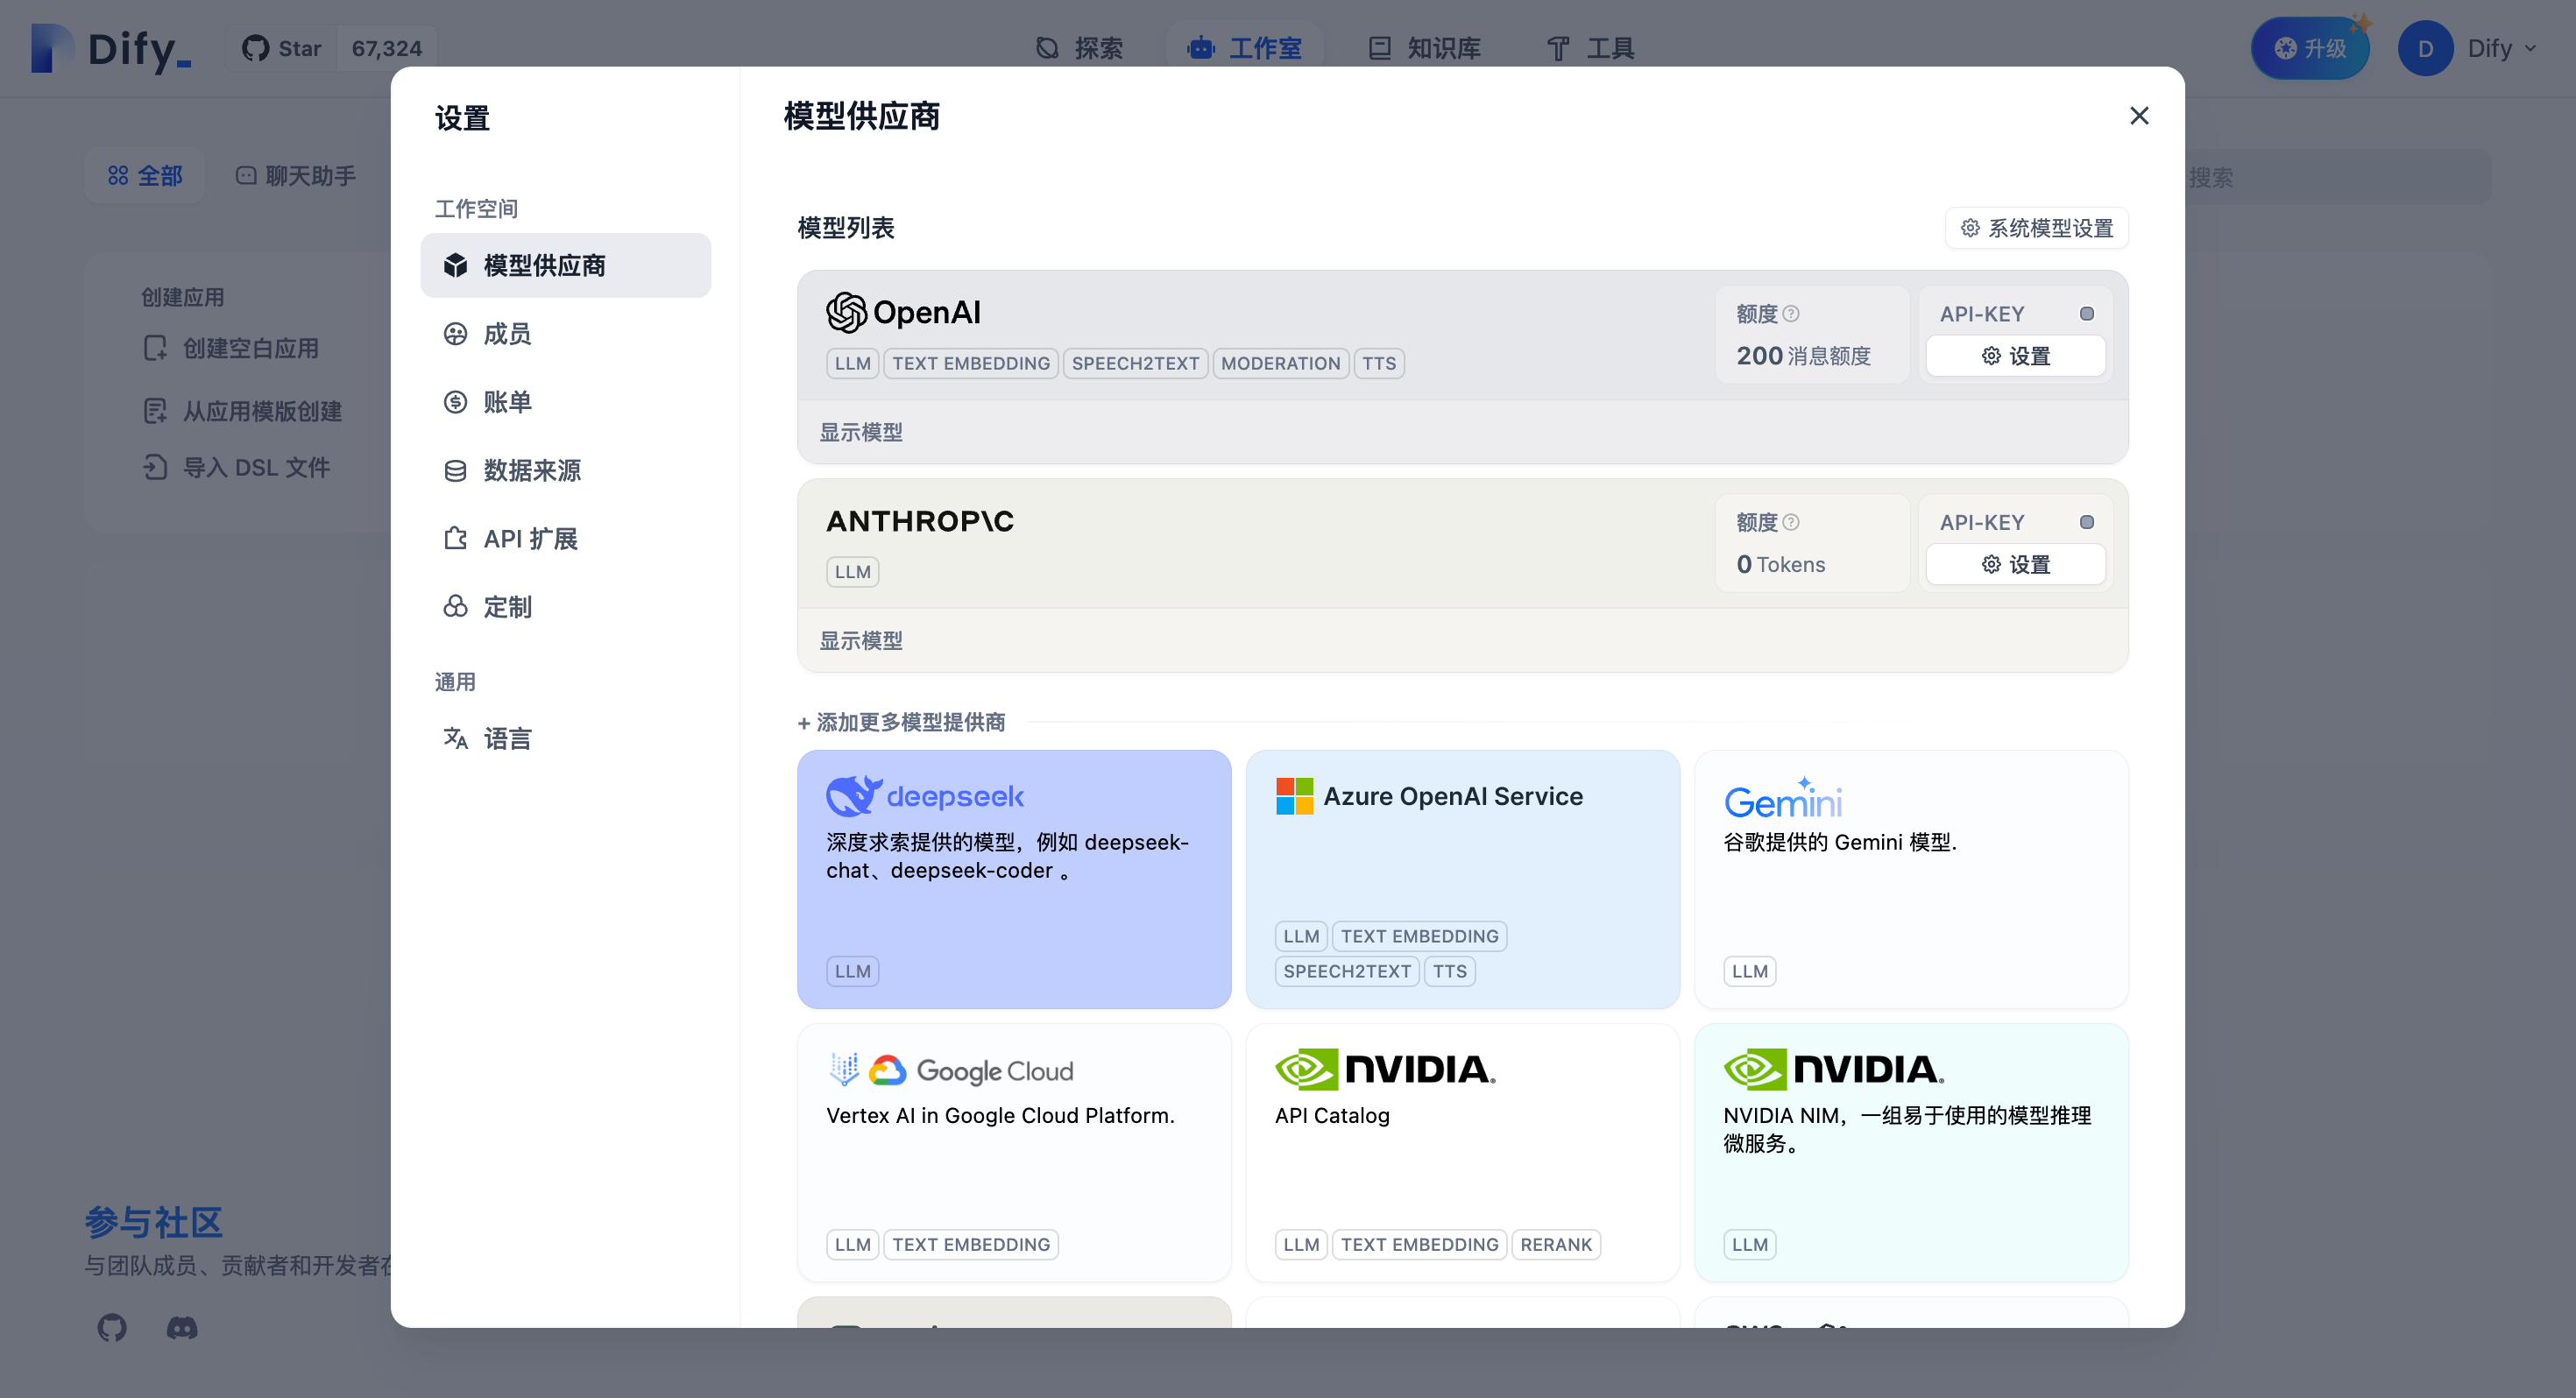 Dify_
Star 67,324
探索
工作室
知识库
工具
升级
D
Dify
全部
聊天助手
搜索
创建应用
创建空白应用
从应用模版创建
导入 DSL 文件
参与社区
与团队成员、贡献者和开发者在
设置
工作空间
模型供应商
成员
账单
数据来源
API 扩展
定制
通用
语言
模型供应商
模型列表
系统模型设置
OpenAI
LLM TEXT EMBEDDING SPEECH2TEXT MODERATION TTS
额度
200 消息额度
API-KEY
设置
显示模型
ANTHROP\C
LLM
额度
0 Tokens
API-KEY
设置
显示模型
+ 添加更多模型提供商
deepseek
深度求索提供的模型，例如 deepseek-
chat、deepseek-coder 。
LLM
Azure OpenAI Service
LLM TEXT EMBEDDING
SPEECH2TEXT TTS
Gemini
谷歌提供的 Gemini 模型.
LLM
Google Cloud
Vertex AI in Google Cloud Platform.
LLM TEXT EMBEDDING
NVIDIA.
API Catalog
LLM TEXT EMBEDDING RERANK
NVIDIA.
NVIDIA NIM，一组易于使用的模型推理
微服务。
LLM